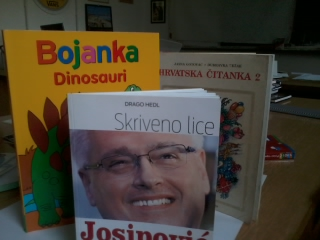 Bojanka
Dinosauri
DRAGO HEDL
Skriveno lice
Josipović
HRVATSKA ČITANKA 2